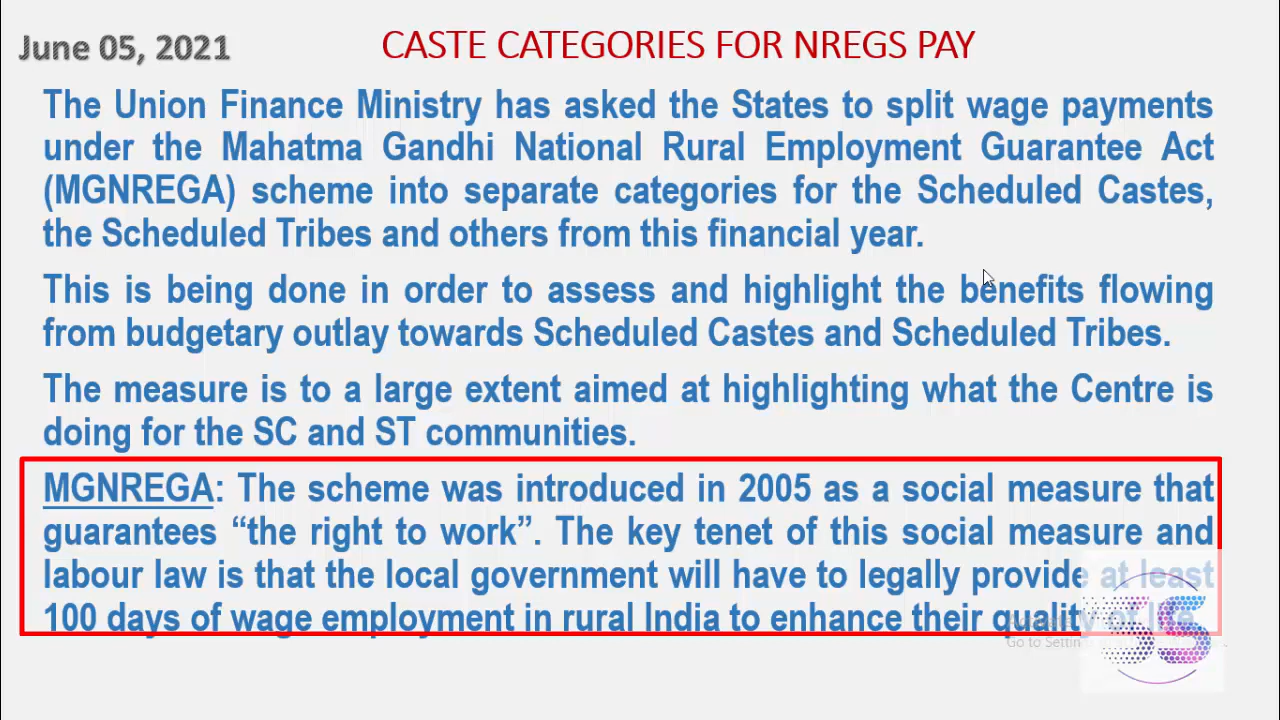 June 05, 2021
CASTE CATEGORIES FOR NREGS PAY
The Union Finance Ministry has asked the States to split wage payments
under the Mahatma Gandhi National Rural Employment Guarantee Act
(MGNREGA) scheme into separate categories for the Scheduled Castes,
the Scheduled Tribes and others from this financial year.
This is being done in order to assess and highlight the benefits flowing
from budgetary outlay towards Scheduled Castes and Scheduled Tribes.
The measure is to a large extent aimed at highlighting what the Centre is
doing for the SC and ST communities.
MGNREGA: The scheme was introduced in 2005 as a social measure that
guarantees “the right to work”. The key tenet of this social measure and
labour law is that the local government will have to legally provide at least
100 days of wage employment in rural India to enhance their quality of life.
Go to Settin
SS